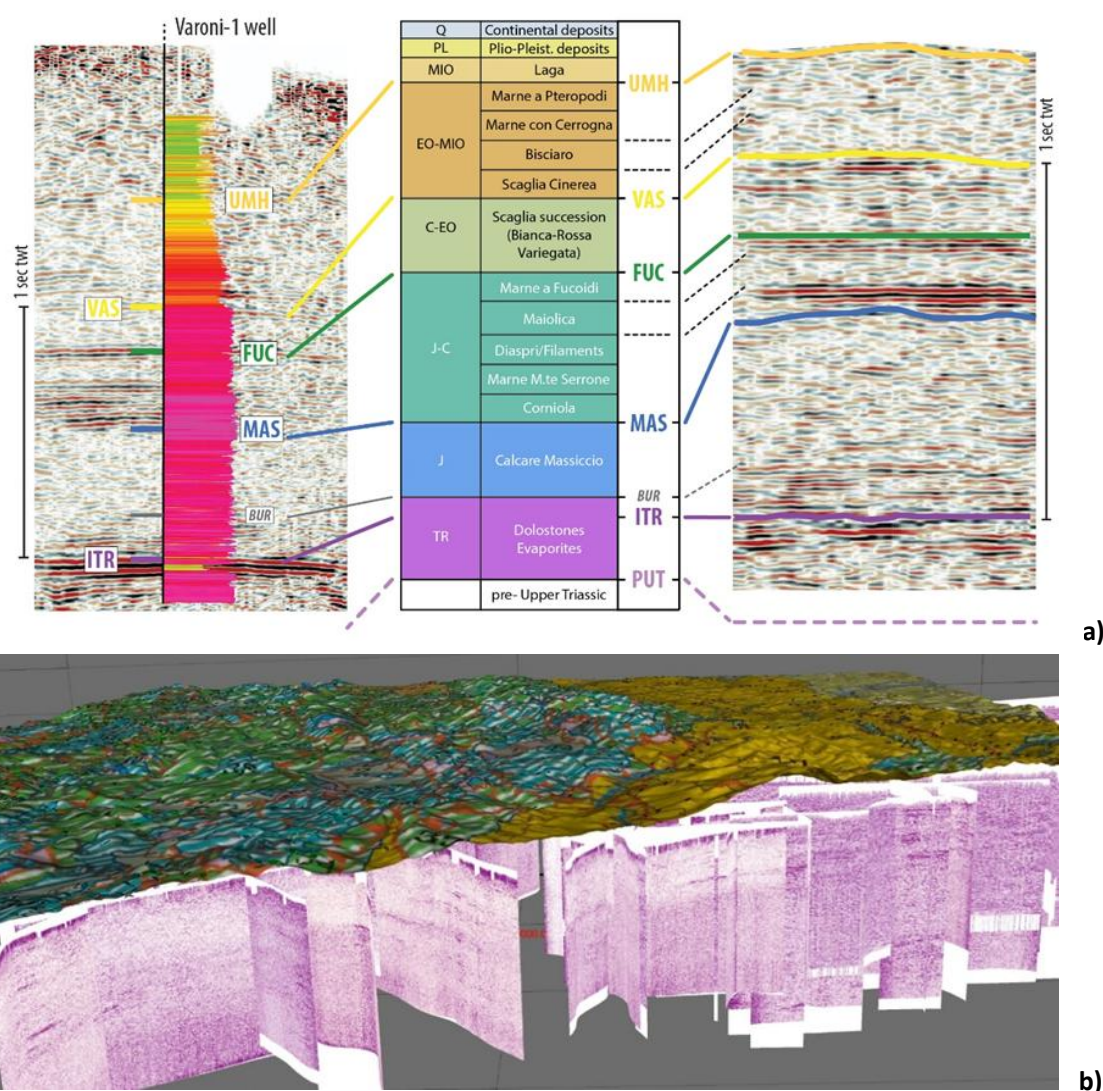 Varoni-1 well
1 sec twt
UMH
VAS
FUC
MAS
BUR
ITR
Q Continental deposits
PL Plio-Pleist. deposits
MIO Laga
EO-MIO
Marne a Pteropodi
Marne con Cerrogna
Bisciaro
Scaglia Cinerea
C-EO
Scaglia succession
(Bianca-Rossa
Variegata)
J-C
Marne a Fucoidi
Maiolica
Diaspri/Filaments
Marne M.te Serrone
Corniola
J Calcare Massiccio
TR
Dolostones
Evaporites
pre- Upper Triassic
UMH
VAS
FUC
MAS
BUR
ITR
PUT
1 sec twt
a)
b)